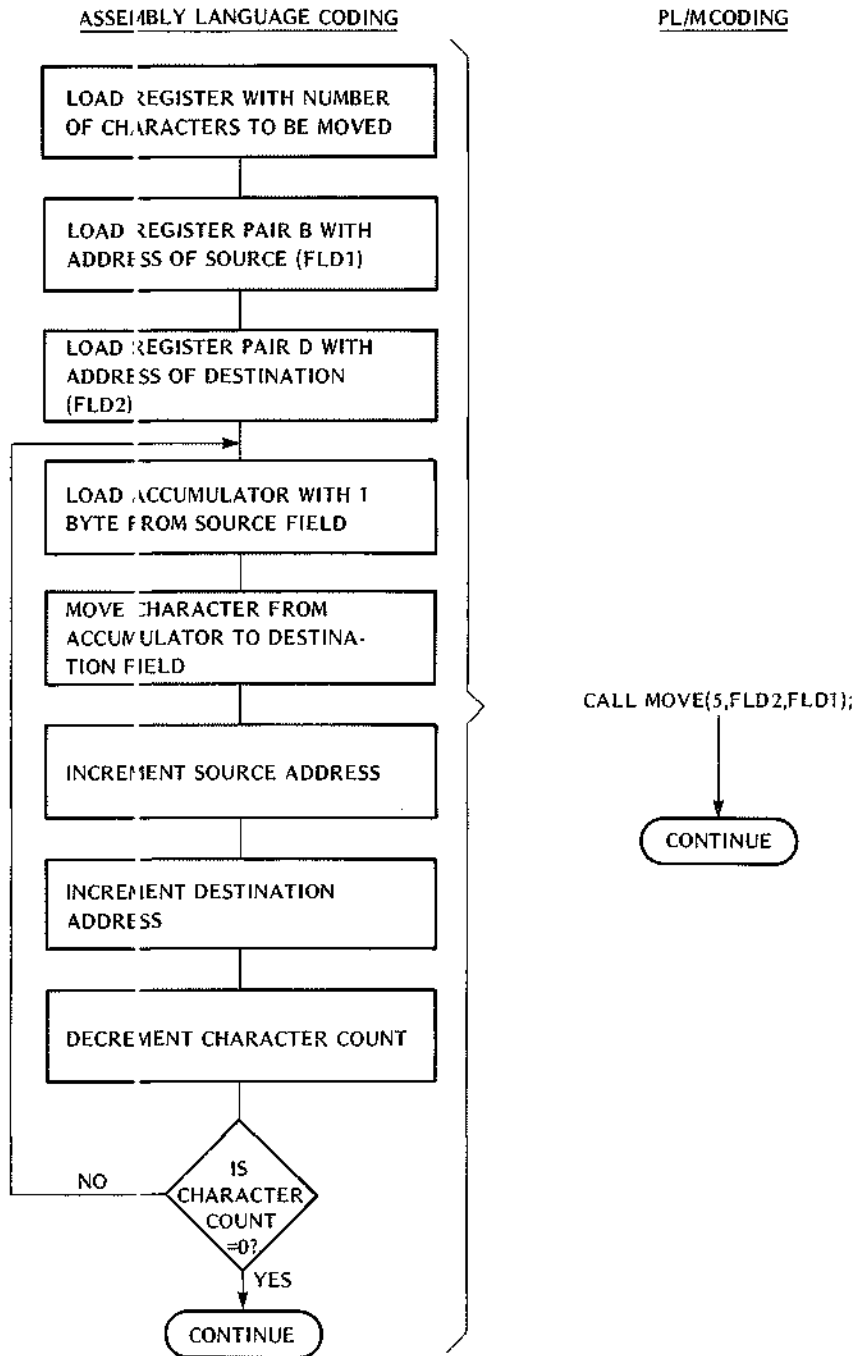 ASSEMBLY LANGUAGE CODING
PL/M CODING
LOAD REGISTER WITH NUMBER
OF CHARACTERS TO BE MOVED
LOAD REGISTER PAIR B WITH
ADDRESS OF SOURCE (FLD1)
LOAD REGISTER PAIR D WITH
ADDRESS OF DESTINATION
(FLD2)
LOAD ACCUMULATOR WITH 1
BYTE FROM SOURCE FIELD
MOVE CHARACTER FROM
ACCUMULATOR TO DESTINA-
TION FIELD
INCREMENT SOURCE ADDRESS
INCREMENT DESTINATION
ADDRESS
DECREMENT CHARACTER COUNT
IS
CHARACTER
COUNT
=0?
NO
YES
CONTINUE
CALL MOVE(5,FLD2,FLD1);
CONTINUE